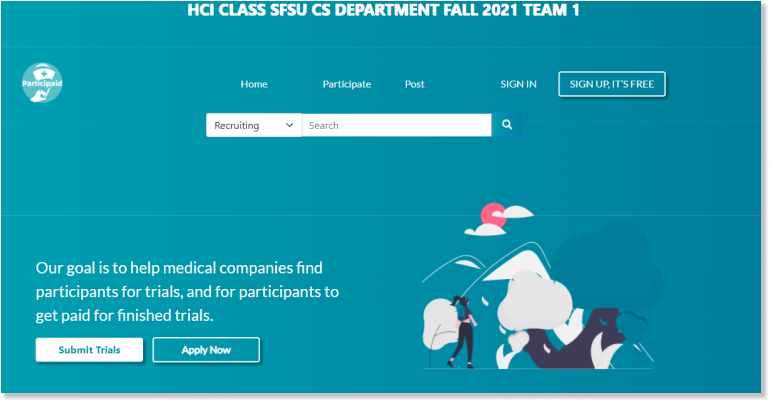 HCI CLASS SFSU CS DEPARTMENT FALL 2021 TEAM 1
Participaid
Home Participate Post SIGN IN SIGN UP, IT'S FREE
Recruiting Search
Our goal is to help medical companies find
participants for trials, and for participants to
get paid for finished trials.
Submit Trials Apply Now